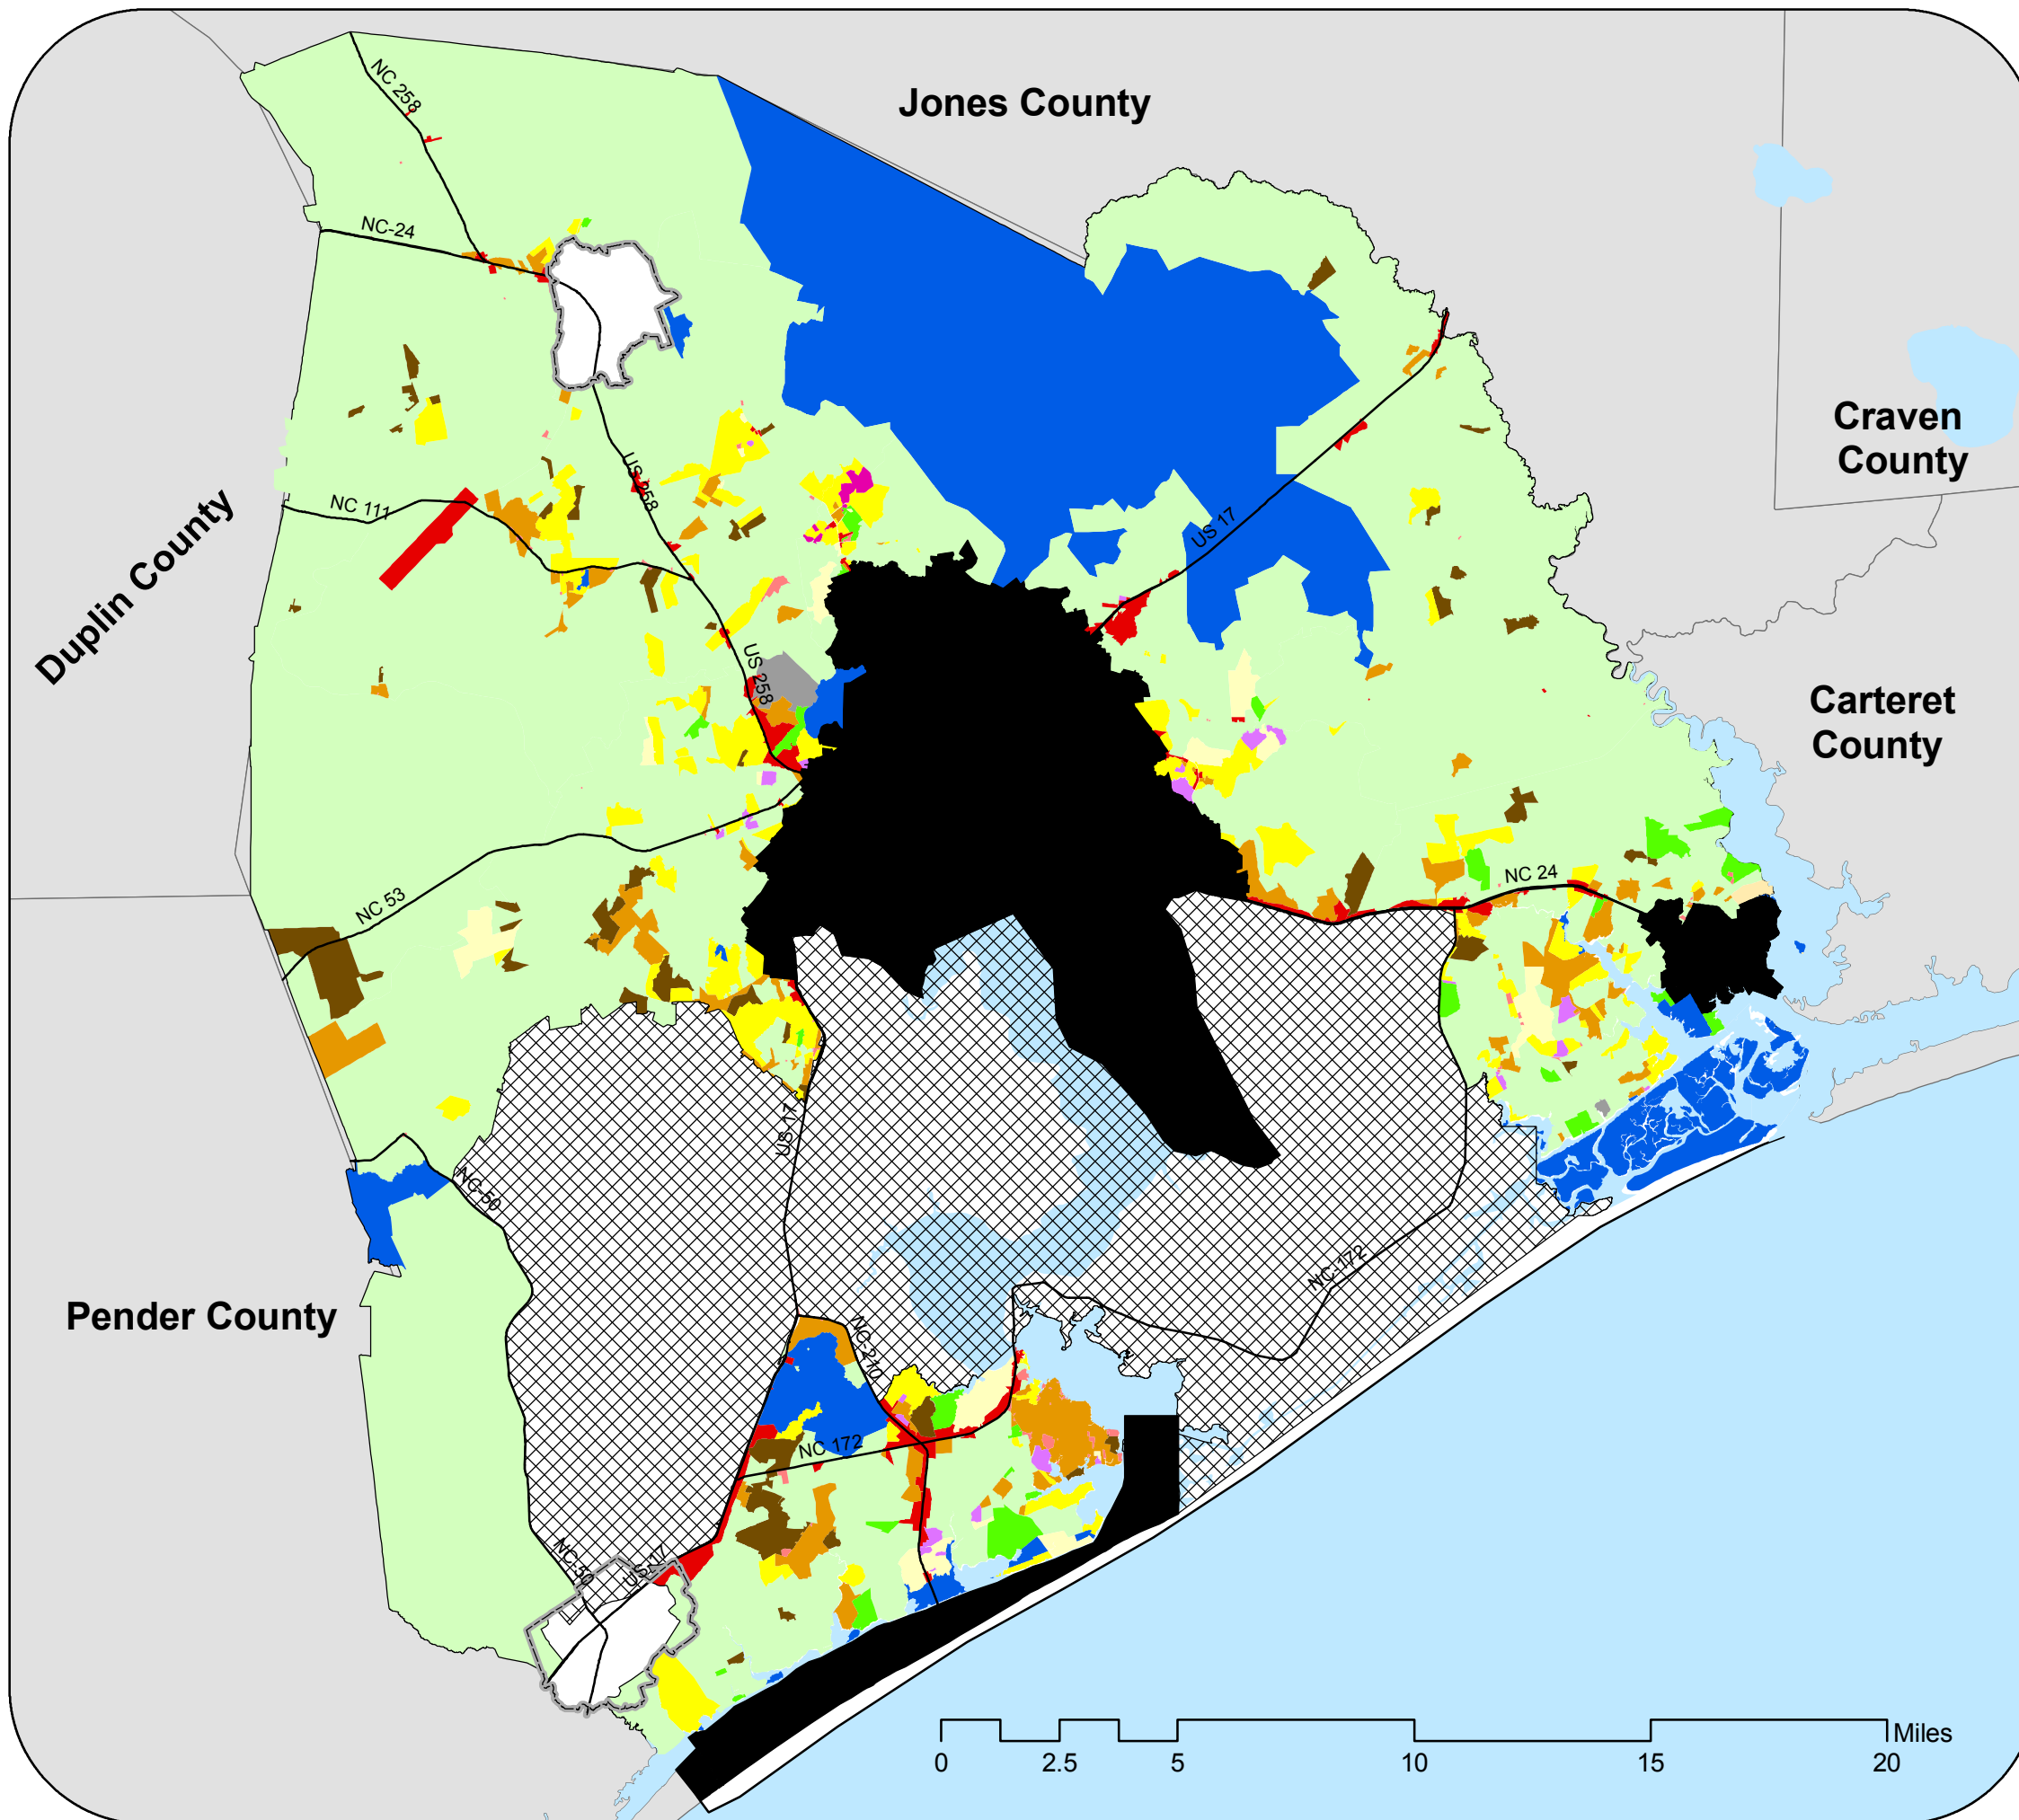 NC 258
Jones County
NC-24
Craven
County
US 258
NC 111
US 17
Duplin County
US 258
Carteret
County
NC 24
NC 53
US 17
NC-50
NC-172
Pender County
NC-210
NC 172
NC-50
US 17
Miles
0 2.5 5 10 15 20